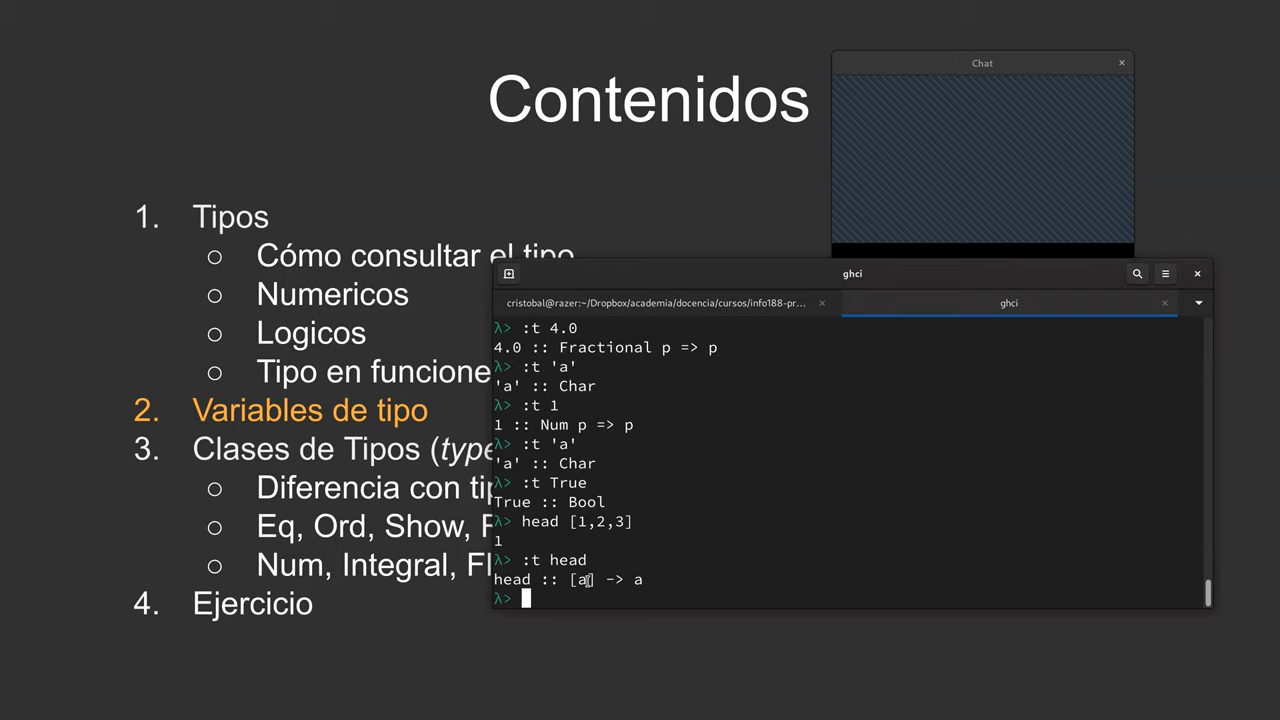 Contenidos
1. Tipos
○ Cómo consultar el tipo
○ Numericos
○ Logicos
○ Tipo en funcione
2. Variables de tipo
3. Clases de Tipos (type
○ Diferencia con tip
○ Eq, Ord, Show, R
○ Num, Integral, Fl
4. Ejercicio
Chat
ghci
cristobal@razer:~/Dropbox/academia/docencia/cursos/info188-pr...
ghci
λ> :t 4.0
4.0 :: Fractional p => p
λ> :t 'a'
'a' :: Char
λ> :t 1
1 :: Num p => p
λ> :t 'a'
'a' :: Char
λ> :t True
True :: Bool
λ> head [1,2,3]
1
λ> :t head
head :: [a] -> a
λ>